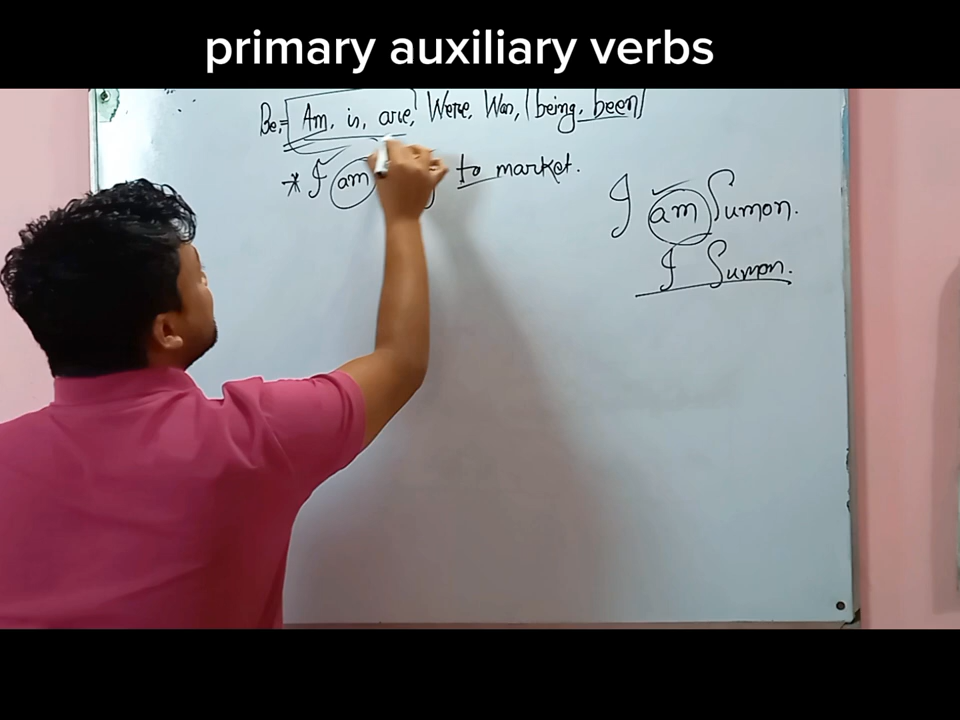 primary auxiliary verbs
Be,= Am, is, are, Were, Was, (being, been)
* I am to market.
I am Sumon.
I Sumon.